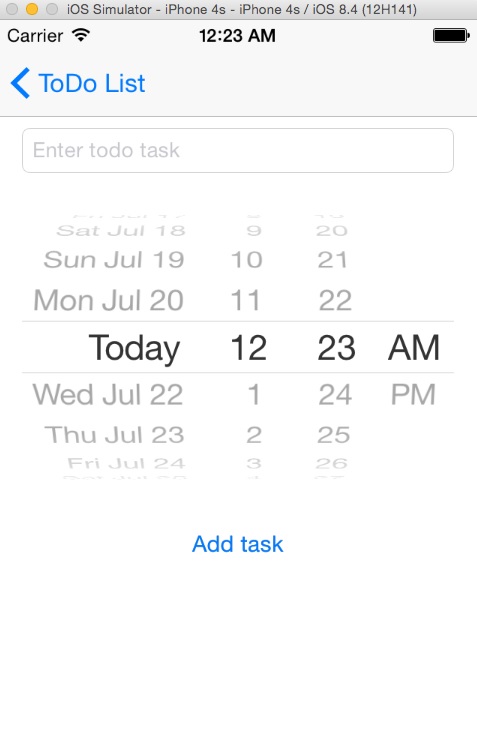 iOS Simulator - iPhone 4s - iPhone 4s / iOS 8.4 (12H141)
Carrier 12:23 AM
ToDo List
Enter todo task
Sat Jul 18 9 20
Sun Jul 19 10 21
Mon Jul 20 11 22
Today 12 23 AM
Wed Jul 22 1 24 PM
Thu Jul 23 2 25
Fri Jul 24 3 26
Add task